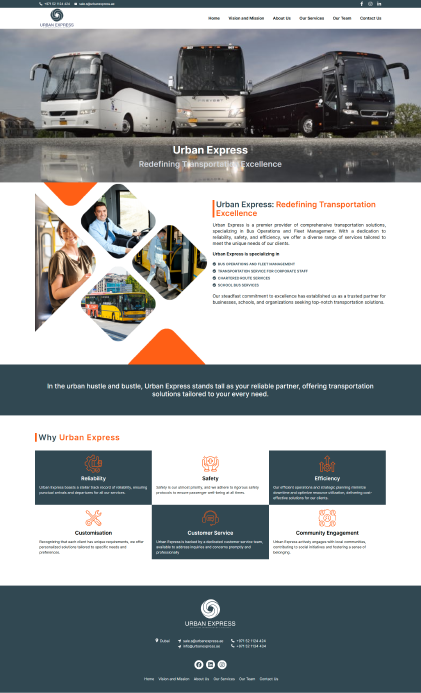 +971 52 1124 424 sale.a@urbanexpress.ae
URBAN EXPRESS
Home Vision and Mission About Us Our Services Our Team Contact Us
Urban Express
Redefining Transportation Excellence
Urban Express: Redefining Transportation
Excellence
Urban Express is a premier provider of comprehensive transportation solutions,
specializing in Bus Operations and Fleet Management. With a dedication to
reliability, safety, and efficiency, we offer a diverse range of services tailored to
meet the unique needs of our clients.
Urban Express is specializing in
BUS OPERATIONS AND FLEET MANAGEMENT
TRANSPORTATION SERVICE FOR CORPORATE STAFF
CHARTERED ROUTE SERVICES
SCHOOL BUS SERVICES
Our steadfast commitment to excellence has established us as a trusted partner for
businesses, schools, and organizations seeking top-notch transportation solutions.
In the urban hustle and bustle, Urban Express stands tall as your reliable partner, offering transportation
solutions tailored to your every need.
Why Urban Express
Reliability
Urban Express boasts a stellar track record of reliability, ensuring
punctual arrivals and departures for all our services.
Safety
Safety is our utmost priority, and we adhere to rigorous safety
protocols to ensure passenger well-being at all times.
Efficiency
Our efficient operations and strategic planning minimize
downtime and optimize resource utilization, delivering cost-
effective solutions for our clients.
Customisation
Recognizing that each client has unique requirements, we offer
personalized solutions tailored to specific needs and
preferences.
Customer Service
Urban Express is backed by a dedicated customer service team,
available to address inquiries and concerns promptly and
professionally.
Community Engagement
Urban Express actively engages with local communities,
contributing to social initiatives and fostering a sense of
belonging.
URBAN EXPRESS
Dubai sale.a@urbanexpress.ae +971 52 1124 424
info@urbanexpress.ae +971 52 1124 434
Home Vision and Mission About Us Our Services Our Team Contact Us